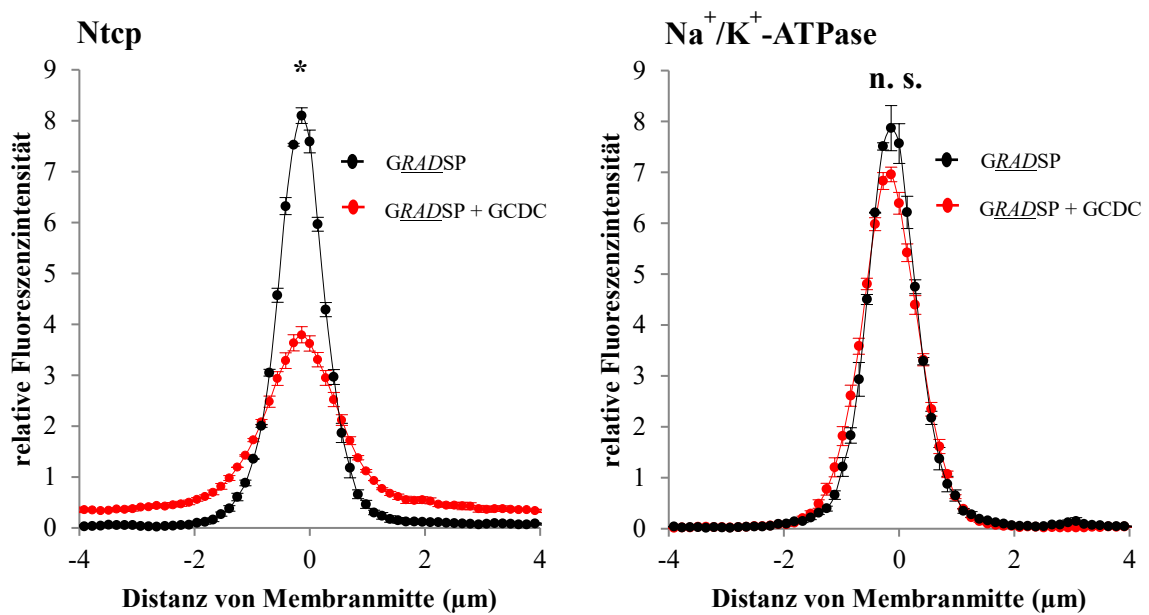 Ntcp
9
8
7
6
5
4
3
2
1
0
-4
-2
0
2
4
relative Fluoreszenzintensität
Distanz von Membranmitte (µm)
*
GRADSP
GRADSP + GCDC
Na+/K+-ATPase
9
8
7
6
5
4
3
2
1
0
-4
-2
0
2
4
relative Fluoreszenzintensität
Distanz von Membranmitte (µm)
n. s.
GRADSP
GRADSP + GCDC